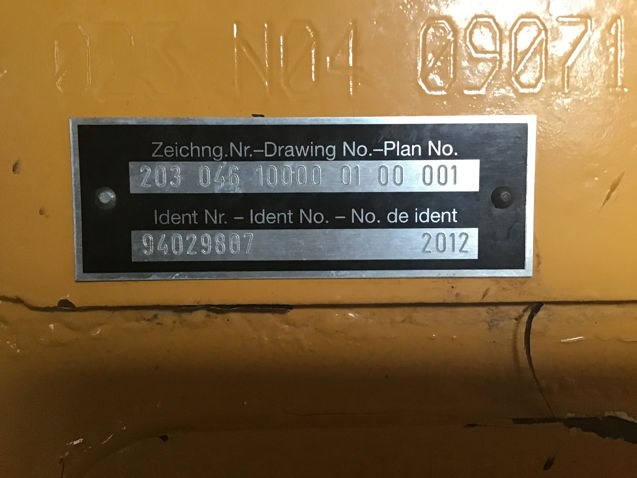 023 N04 09071
Zeichng.Nr.–Drawing No.–Plan No.
203 046 10000 01 00 001
Ident Nr. – Ident No. – No. de ident
94029807 2012